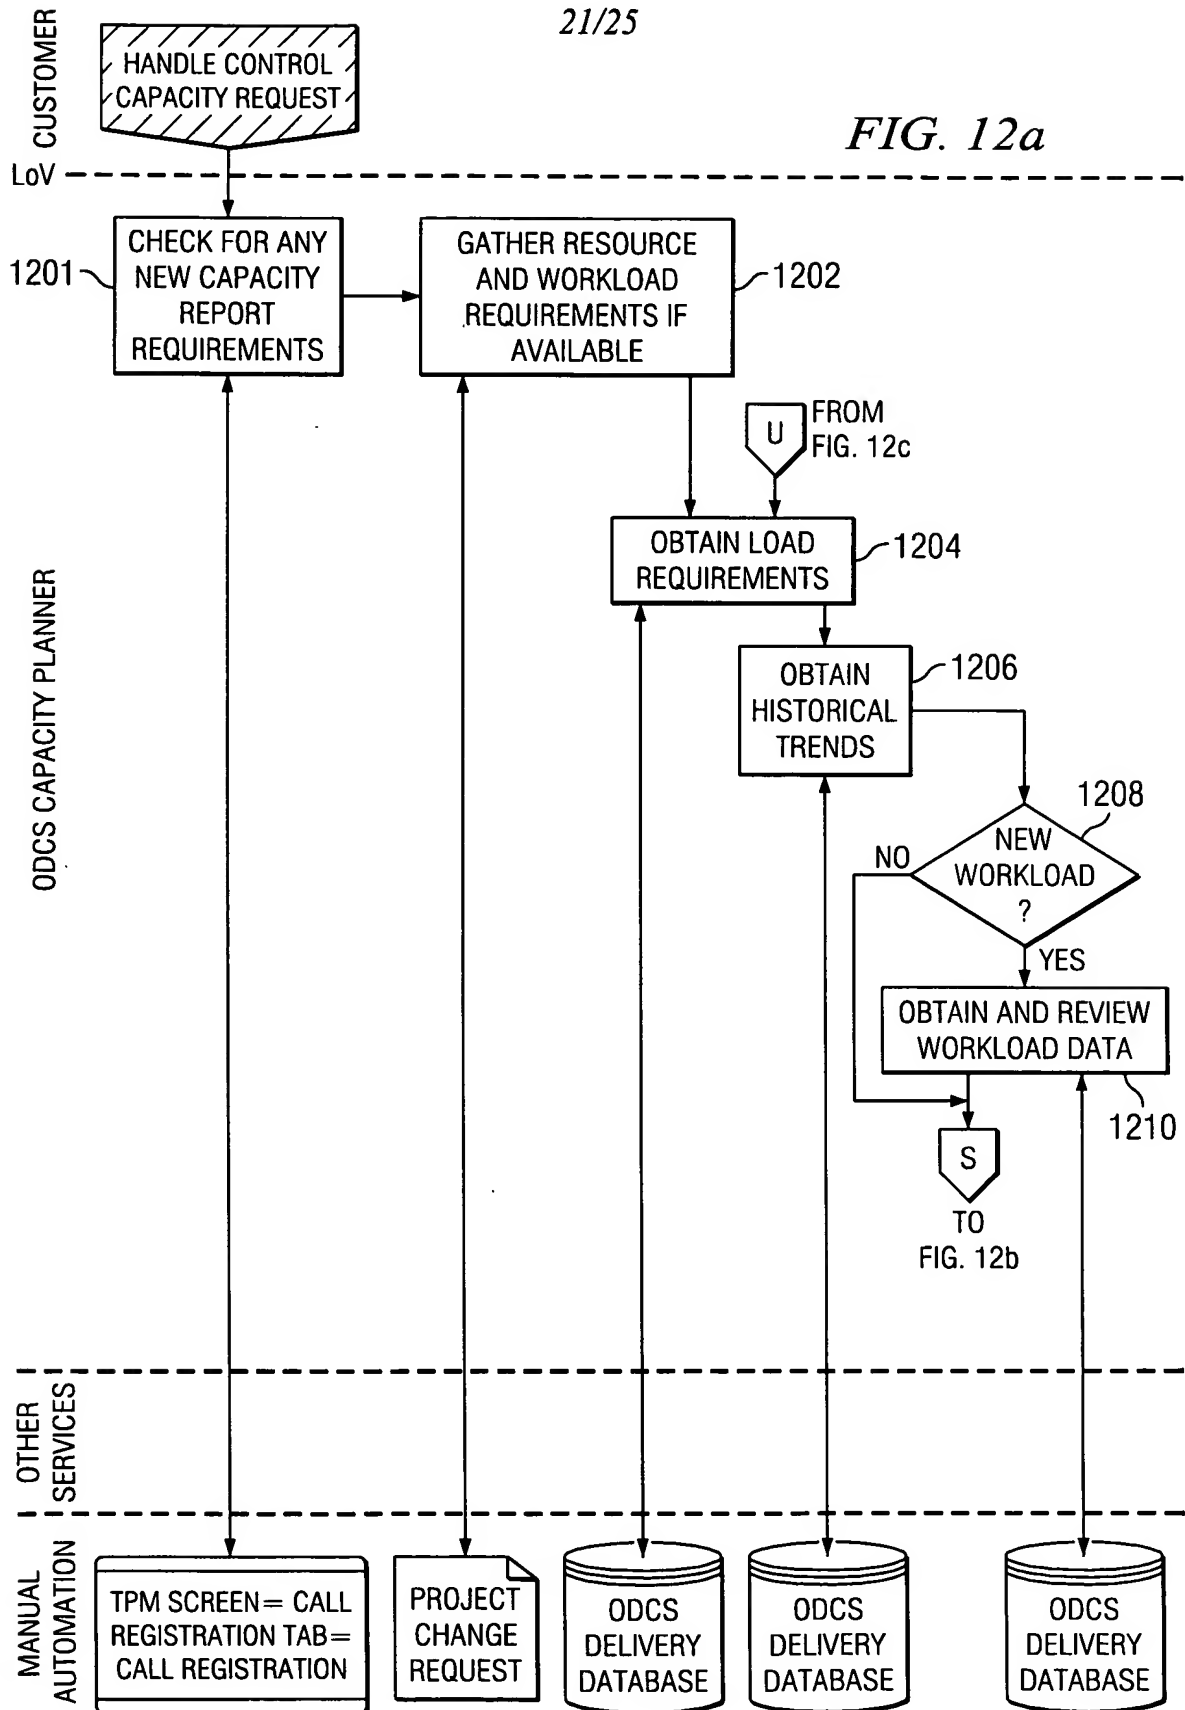 21/25
CUSTOMER
HANDLE CONTROL
CAPACITY REQUEST
FIG. 12a
LoV
1201
CHECK FOR ANY
NEW CAPACITY
REPORT
REQUIREMENTS
GATHER RESOURCE
AND WORKLOAD
REQUIREMENTS IF
AVAILABLE
1202
U
FROM
FIG. 12c
OBTAIN LOAD
REQUIREMENTS
1204
ODCS CAPACITY PLANNER
OBTAIN
HISTORICAL
TRENDS
1206
NEW
WORKLOAD
?
1208
NO
YES
OBTAIN AND REVIEW
WORKLOAD DATA
1210
S
TO
FIG. 12b
OTHER
SERVICES
MANUAL
AUTOMATION
TPM SCREEN= CALL
REGISTRATION TAB=
CALL REGISTRATION
PROJECT
CHANGE
REQUEST
ODCS
DELIVERY
DATABASE
ODCS
DELIVERY
DATABASE
ODCS
DELIVERY
DATABASE